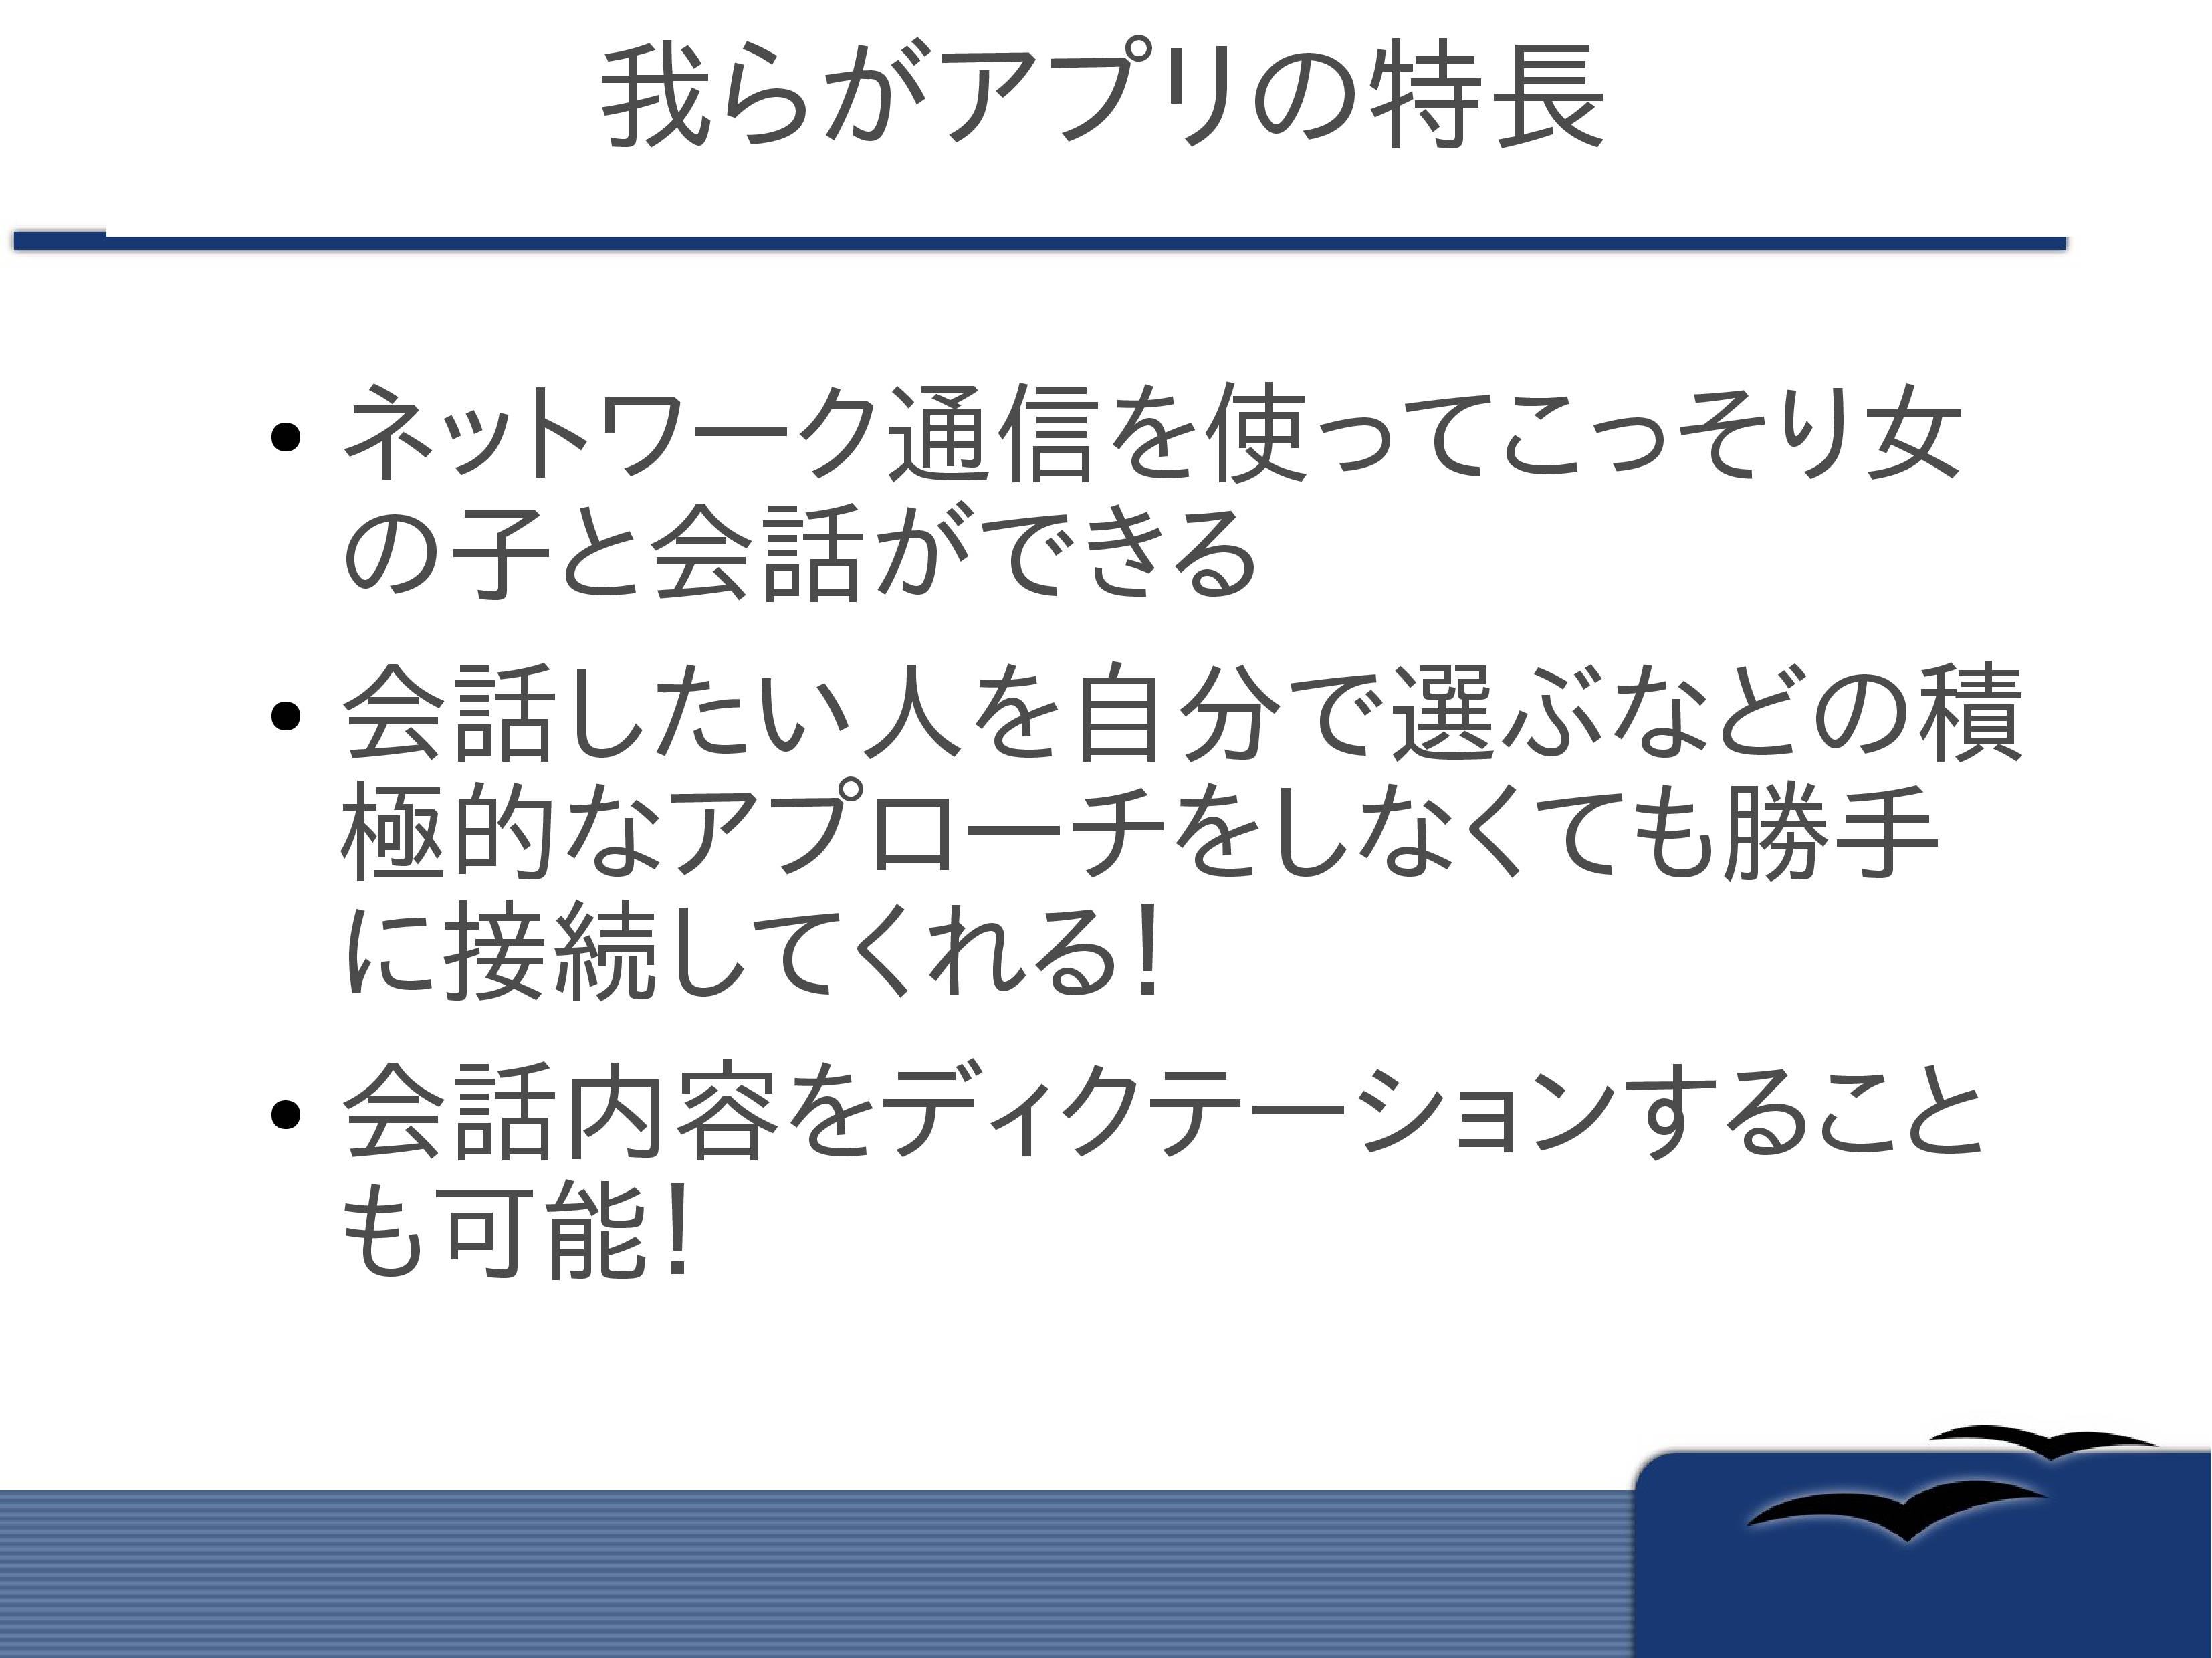 我らがアプリの特長
• ネットワーク通信を使ってこっそり女
の子と会話ができる
• 会話したい人を自分で選ぶなどの積
極的なアプローチをしなくても勝手
に接続してくれる！
• 会話内容をディクテーションすること
も可能！